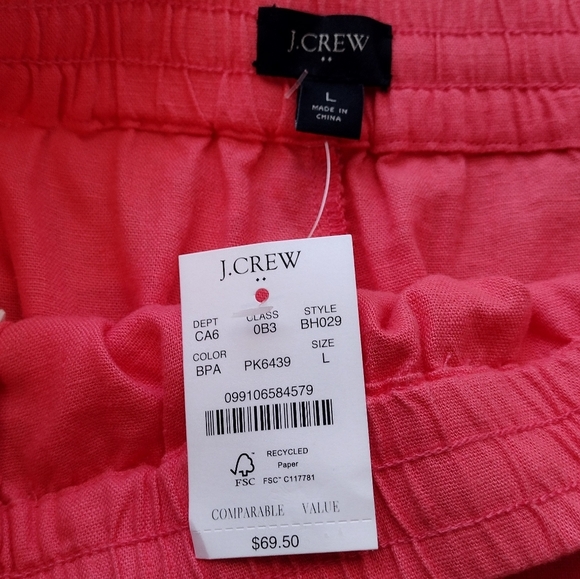 J.CREW
L
MADE IN
CHINA
J.CREW
DEPT CLASS STYLE
CA6 0B3 BH029
COLOR SIZE
BPA PK6439 L
099106584579
RECYCLED
Paper
FSC FSC™ C117781
COMPARABLE VALUE
$69.50